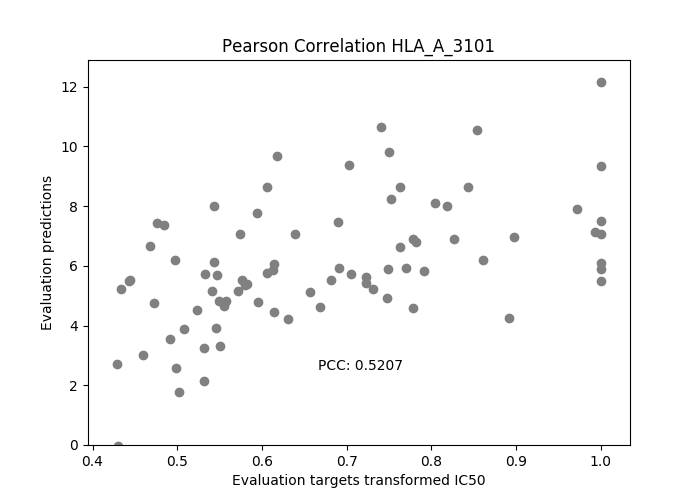 Pearson Correlation HLA_A_3101
12
10
8
6
4
2
0
Evaluation predictions
PCC: 0.5207
0.4 0.5 0.6 0.7 0.8 0.9 1.0
Evaluation targets transformed IC50